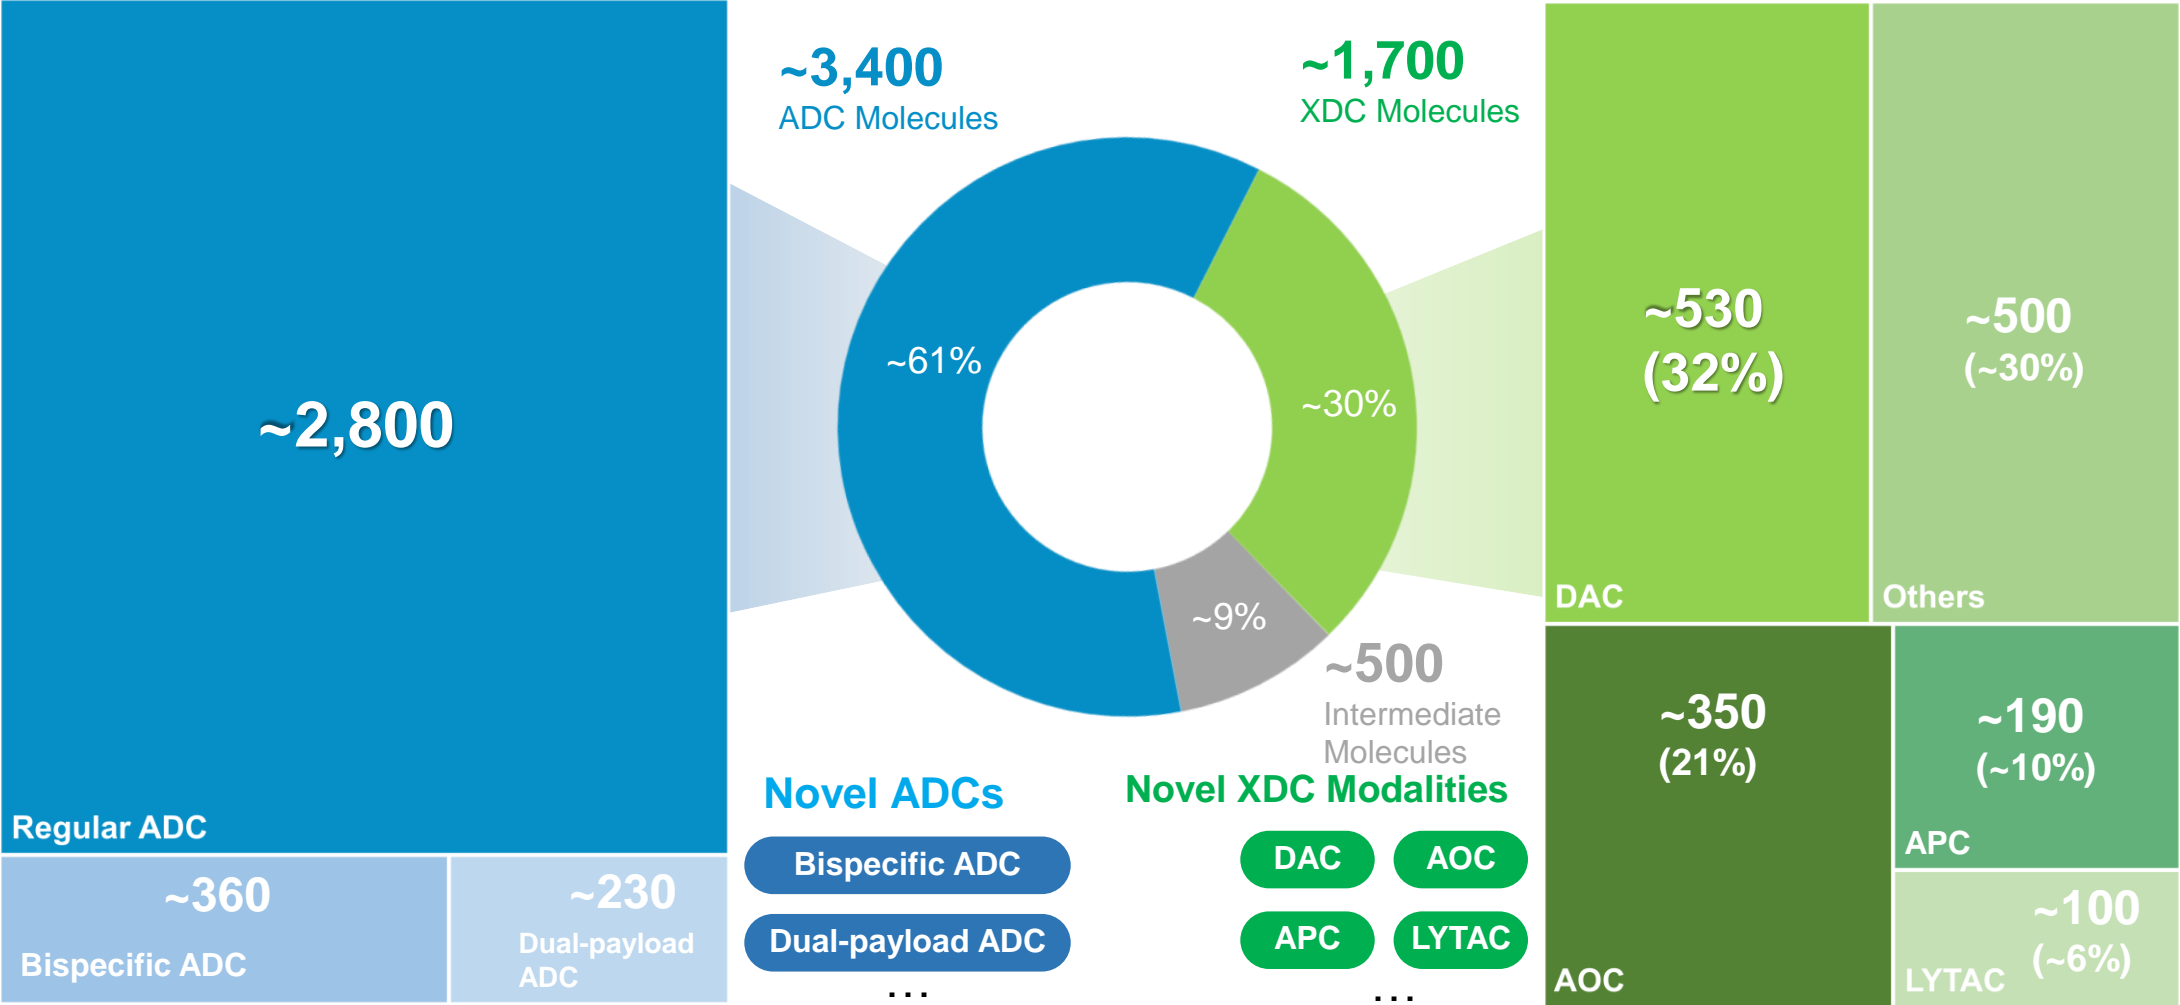 ~2,800
Regular ADC
~360
Bispecific ADC
~230
Dual-payload
ADC
~3,400
ADC Molecules
~1,700
XDC Molecules
~61%
~30%
~9%
~500
Intermediate
Molecules
Novel ADCs
Bispecific ADC
Dual-payload ADC
...
Novel XDC Modalities
DAC
AOC
APC
LYTAC
...
~530
(32%)
DAC
~500
(~30%)
Others
~350
(21%)
AOC
~190
(~10%)
APC
~100
(~6%)
LYTAC